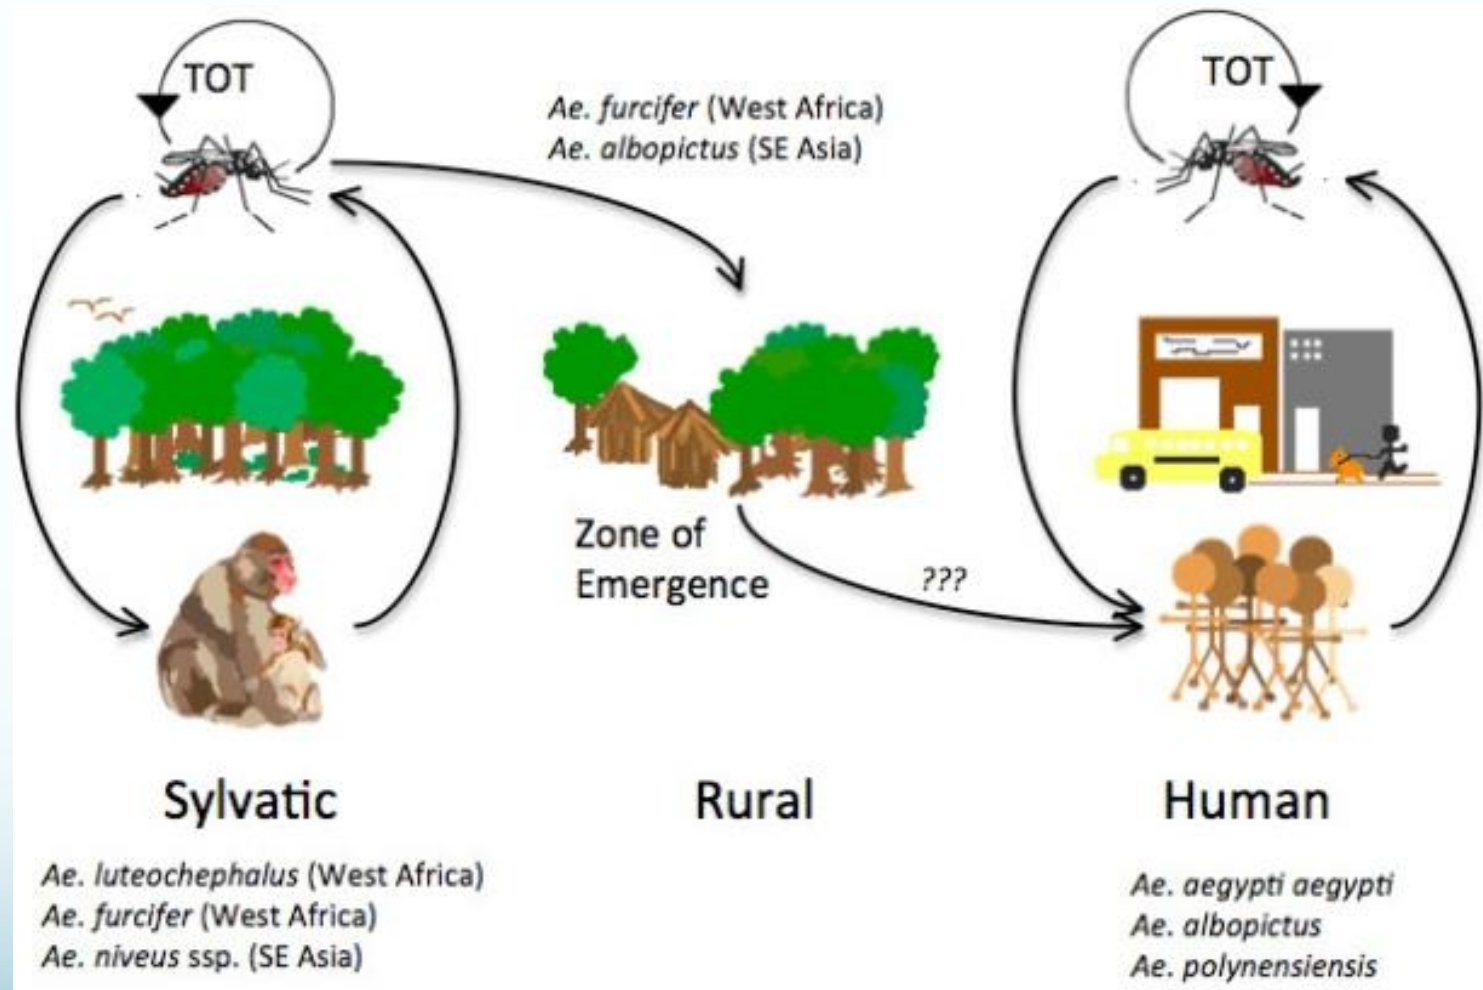 TOT
Ae. furcifer (West Africa)
Ae. albopictus (SE Asia)
TOT
Zone of
Emergence
???
Sylvatic
Ae. luteochephalus (West Africa)
Ae. furcifer (West Africa)
Ae. niveus ssp. (SE Asia)
Rural
Human
Ae. aegypti aegypti
Ae. albopictus
Ae. polynensiensis